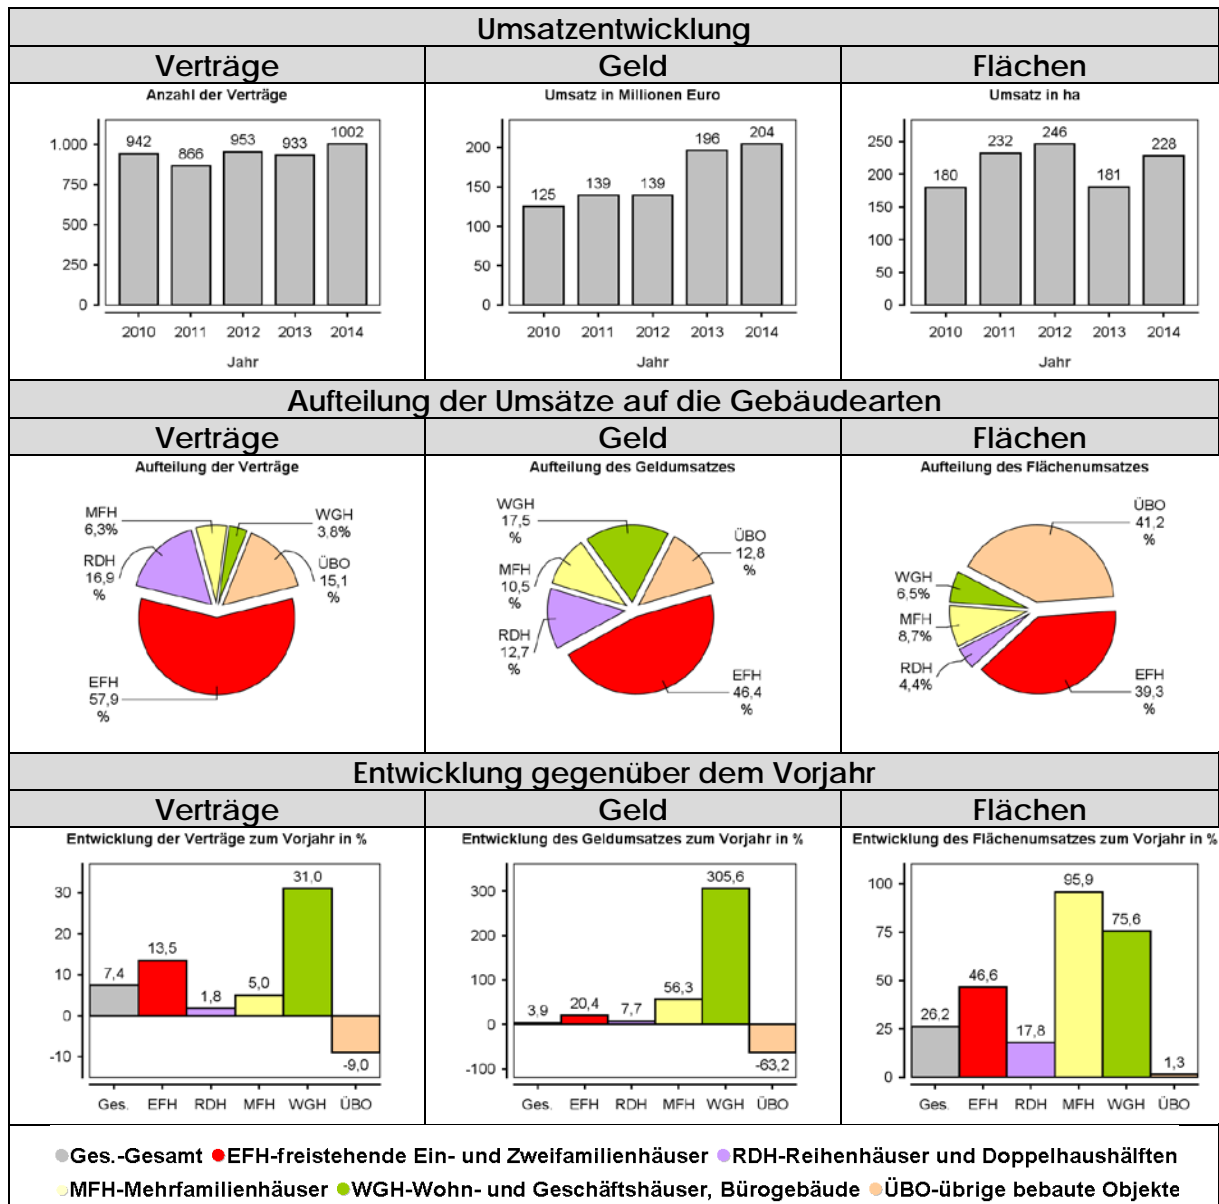 Umsatzentwicklung
Verträge
Geld
Flächen
Anzahl der Verträge
1.000
750
500
250
0
942
866
953
933
1002
2010 2011 2012 2013 2014
Jahr
Umsatz in Millionen Euro
200
150
100
50
0
125
139
139
196
204
2010 2011 2012 2013 2014
Jahr
Umsatz in ha
250
200
150
100
50
0
180
232
246
181
228
2010 2011 2012 2013 2014
Jahr
Aufteilung der Umsätze auf die Gebäudearten
Verträge
Geld
Flächen
Aufteilung der Verträge
MFH
6,3%
WGH
3,8%
RDH
16,9
%
ÜBO
15,1
%
EFH
57,9
%
Aufteilung des Geldumsatzes
WGH
17,5
%
ÜBO
12,8
%
MFH
10,5
%
RDH
12,7
%
EFH
46,4
%
Aufteilung des Flächenumsatzes
ÜBO
41,2
%
WGH
6,5%
MFH
8,7%
RDH
4,4%
EFH
39,3
%
Entwicklung gegenüber dem Vorjahr
Verträge
Geld
Flächen
Entwicklung der Verträge zum Vorjahr in %
30
20
10
0
-10
7,4
13,5
1,8
5,0
31,0
-9,0
Ges. EFH RDH MFH WGH ÜBO
Entwicklung des Geldumsatzes zum Vorjahr in %
300
200
100
0
-100
3,9
20,4
7,7
56,3
305,6
-63,2
Ges. EFH RDH MFH WGH ÜBO
Entwicklung des Flächenumsatzes zum Vorjahr in %
100
75
50
25
0
26,2
46,6
17,8
95,9
75,6
1,3
Ges. EFH RDH MFH WGH ÜBO
Ges.-Gesamt EFH-freistehende Ein- und Zweifamilienhäuser RDH-Reihenhäuser und Doppelhaushälften
MFH-Mehrfamilienhäuser WGH-Wohn- und Geschäftshäuser, Bürogebäude ÜBO-übrige bebaute Objekte